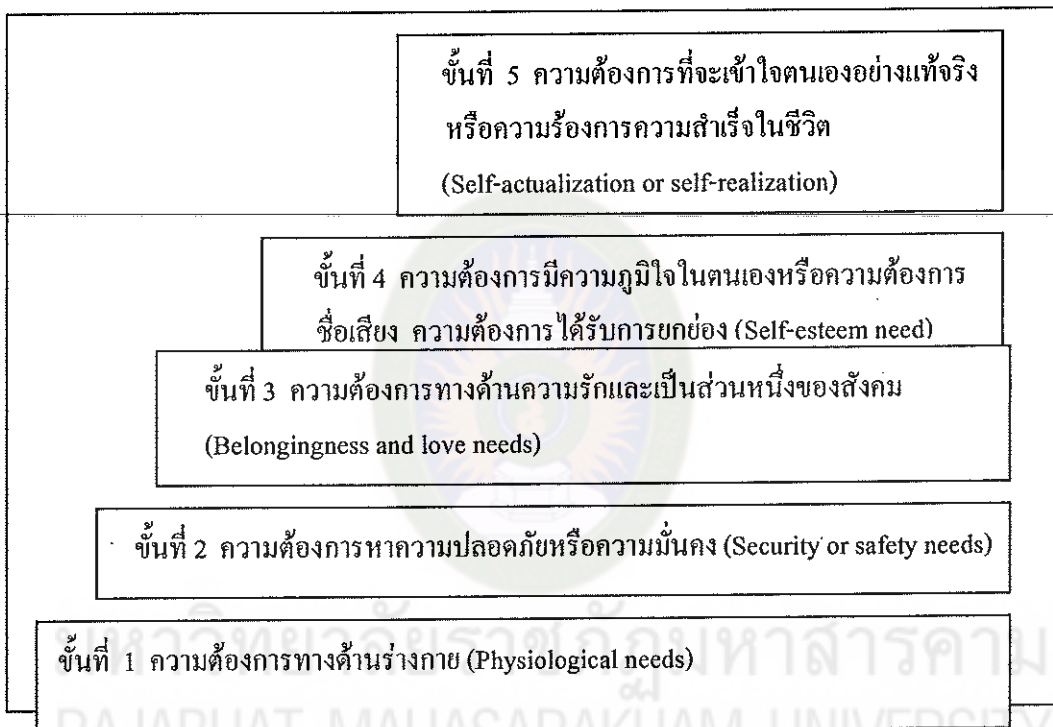 ขั้นที่ 5 ความต้องการที่จะเข้าใจตนเองอย่างแท้จริง
หรือความร้องการความสำเร็จในชีวิต
(Self-actualization or self-realization)
ขั้นที่ 4 ความต้องการมีความภูมิใจในตนเองหรือความต้องการ
ชื่อเสียง ความต้องการได้รับการยกย่อง (Self-esteem need)
ขั้นที่ 3 ความต้องการทางด้านความรักและเป็นส่วนหนึ่งของสังคม
(Belongingness and love needs)
ขั้นที่ 2 ความต้องการหาความปลอดภัยหรือความมั่นคง (Security or safety needs)
มหาวิทยาลัยราชภัฏมหาสารคาม
ขั้นที่ 1 ความต้องการทางด้านร่างกาย (Physiological needs)
RAJABHAT MAHASARAKHAM UNIVERSITY